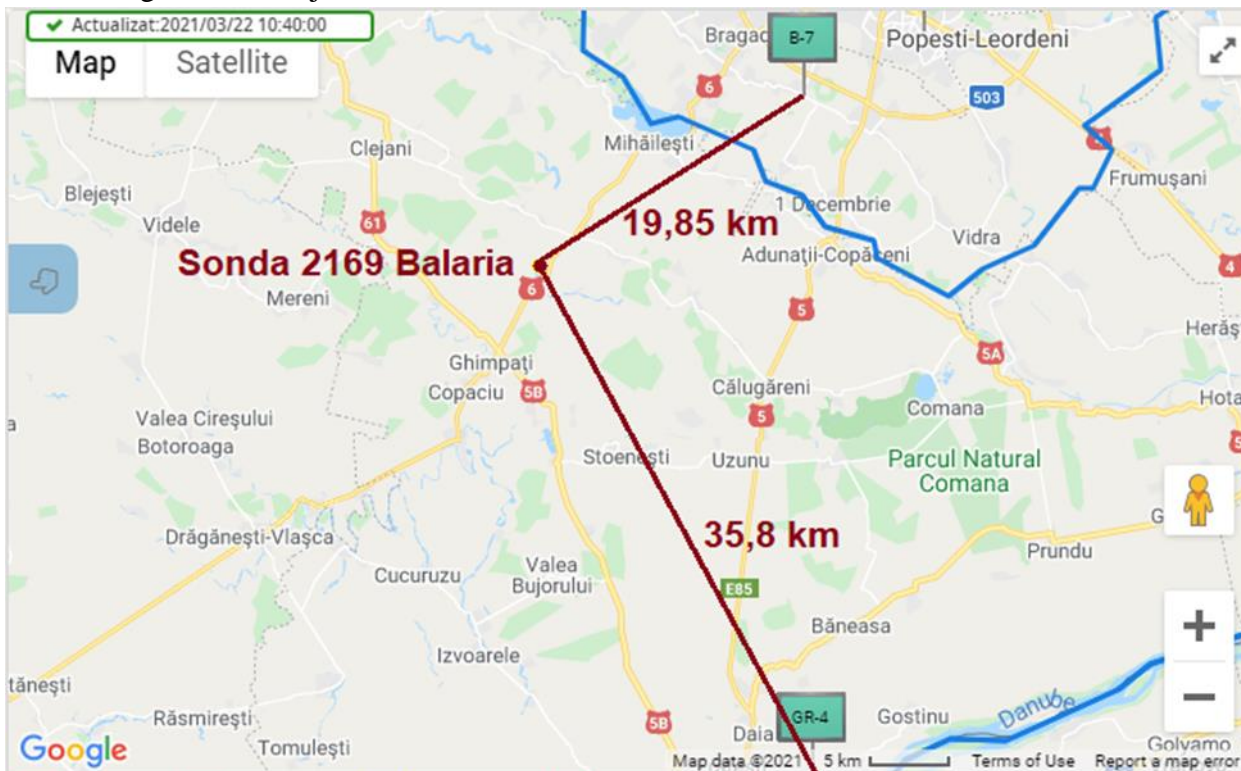 Actualizat:2021/03/22 10:40:00
Map Satellite
B-7
Popesti-Leordeni
6
503
Mihăilești
Clejani
Blejești
Videle
61
1 Decembrie
19,85 km
Frumușani
Vidra
Adunații-Copăceni
Sonda 2169 Balaria
6
4
Mereni
5
5A
Ghimpați
Copaciu
5B
Călugăreni
Comana
5
Valea Cireșului
Botoroaga
Stoenești
Uzunu
Parcul Natural
Comana
35,8 km
Drăgănești-Vlașca
Prundu
Cucuruzu
Valea
Bujorului
E85
Băneasa
Izvoarele
Răsmirești
5B
Daia
GR-4
Gostinu
Danube
Tomulești
Google
Golyamo
Map data ©2021
5 km
Terms of Use
Report a map error